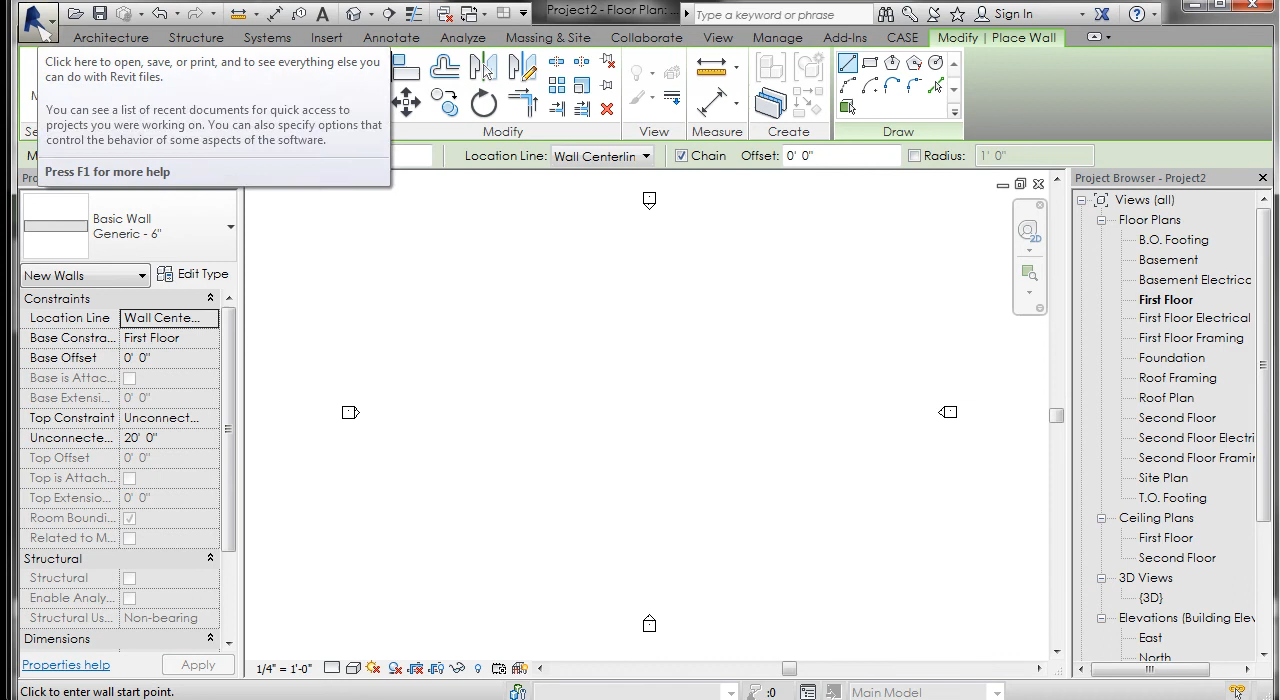 Project2 - Floor Plan: ...
Type a keyword or phrase
Sign In
Architecture
Structure
Systems
Insert
Annotate
Analyze
Massing & Site
Collaborate
View
Manage
Add-Ins
CASE
Modify | Place Wall
Click here to open, save, or print, and to see everything else you
can do with Revit files.
You can use a list of recent documents for quick access to
projects you were working on. You can also specify options that
control the behavior of some aspects of the software.
Press F1 for more help
Modify
View
Measure
Create
Draw
Location Line: Wall Centerlin
Chain
Offset: 0' 0"
Radius: 1' 0"
Project Browser - Project2
Basic Wall
Generic - 6"
New Walls
Edit Type
Constraints
Location Line Wall Cente...
Base Constra... First Floor
Base Offset 0' 0"
Base is Attac...
Base Extensi... 0' 0"
Top Constraint Unconnect...
Unconnecte... 20' 0"
Top Offset 0' 0"
Top is Attach...
Top Extensio... 0' 0"
Room Boundi...
Related to M...
Structural
Structural
Enable Analy...
Structural Us... Non-bearing
Dimensions
Properties help
Apply
2D
Views (all)
Floor Plans
B.O. Footing
Basement
Basement Electricc
First Floor
First Floor Electrical
First Floor Framing
Foundation
Roof Framing
Roof Plan
Second Floor
Second Floor Electri
Second Floor Framin
Site Plan
T.O. Footing
Ceiling Plans
First Floor
Second Floor
3D Views
{3D}
Elevations (Building Elev
East
North
1/4" = 1'-0"
Click to enter wall start point.
:0
Main Model